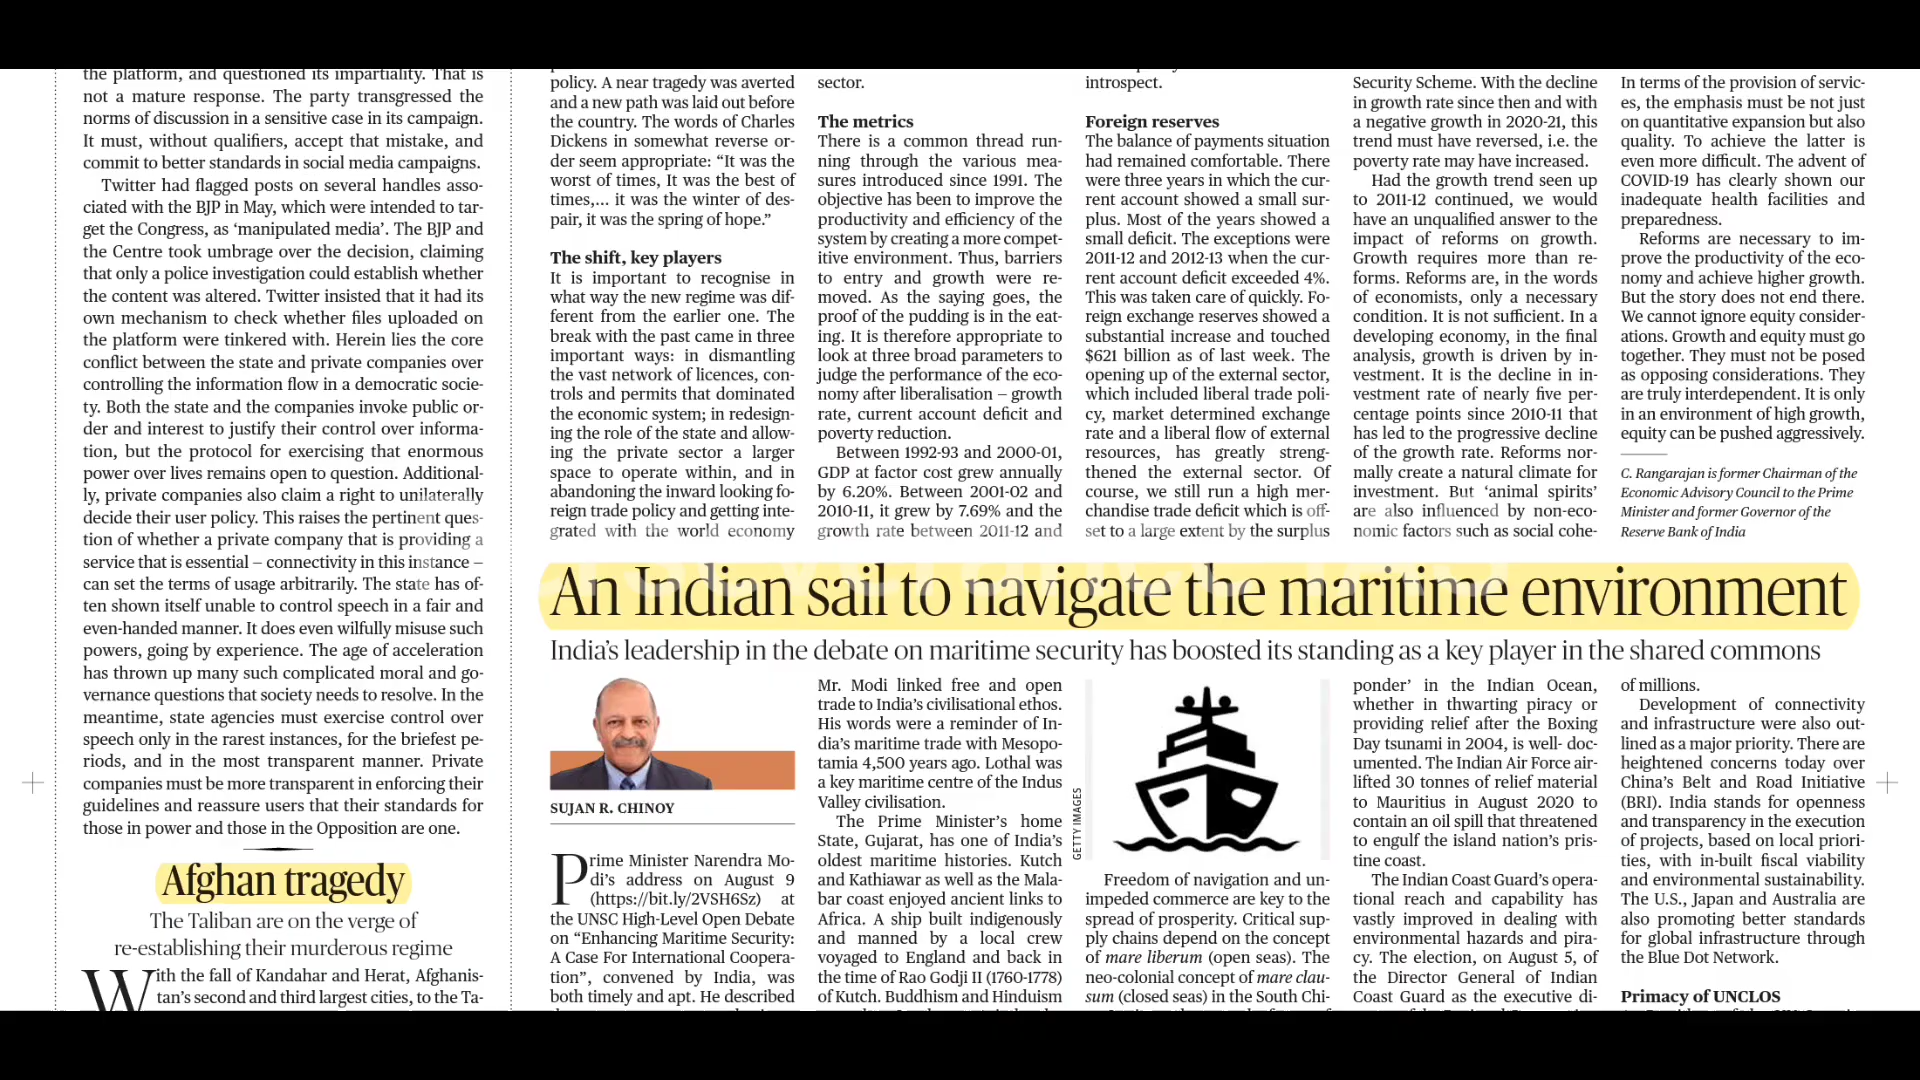 the platform, and questioned its impartiality. That is
not a mature response. The party transgressed the
norms of discussion in a sensitive case in its campaign.
It must, without qualifiers, accept that mistake, and
commit to better standards in social media campaigns.
Twitter had flagged posts on several handles asso-
ciated with the BJP in May, which were intended to tar-
get the Congress, as ‘manipulated media’. The BJP and
the Centre took umbrage over the decision, claiming
that only a police investigation could establish whether
the content was altered. Twitter insisted that it had its
own mechanism to check whether files uploaded on
the platform were tinkered with. Herein lies the core
conflict between the state and private companies over
controlling the information flow in a democratic socie-
ty. Both the state and the companies invoke public or-
der and interest to justify their control over informa-
tion, but the protocol for exercising that enormous
power over lives remains open to question. Additional-
ly, private companies also claim a right to unilaterally
decide their user policy. This raises the pertinent ques-
tion of whether a private company that is providing a
service that is essential – connectivity in this instance –
can set the terms of usage arbitrarily. The state has of-
ten shown itself unable to control speech in a fair and
even-handed manner. It does even wilfully misuse such
powers, going by experience. The age of acceleration
has thrown up many such complicated moral and go-
vernance questions that society needs to resolve. In the
meantime, state agencies must exercise control over
speech only in the rarest instances, for the briefest pe-
riods, and in the most transparent manner. Private
companies must be more transparent in enforcing their
guidelines and reassure users that their standards for
those in power and those in the Opposition are one.
Afghan tragedy
The Taliban are on the verge of
re-establishing their murderous regime
With the fall of Kandahar and Herat, Afghanis-
tan’s second and third largest cities, to the Ta-
policy. A near tragedy was averted
and a new path was laid out before
the country. The words of Charles
Dickens in somewhat reverse or-
der seem appropriate: “It was the
worst of times, It was the best of
times,... it was the winter of des-
pair, it was the spring of hope.”
The shift, key players
It is important to recognise in
what way the new regime was dif-
ferent from the earlier one. The
break with the past came in three
important ways: in dismantling
the vast network of licences, con-
trols and permits that dominated
the economic system; in redesign-
ing the role of the state and allow-
ing the private sector a larger
space to operate within, and in
abandoning the inward looking fo-
reign trade policy and getting inte-
grated with the world economy
sector.
The metrics
There is a common thread run-
ning through the various mea-
sures introduced since 1991. The
objective has been to improve the
productivity and efficiency of the
system by creating a more compet-
itive environment. Thus, barriers
to entry and growth were re-
moved. As the saying goes, the
proof of the pudding is in the eat-
ing. It is therefore appropriate to
look at three broad parameters to
judge the performance of the eco-
nomy after liberalisation – growth
rate, current account deficit and
poverty reduction.
Between 1992-93 and 2000-01,
GDP at factor cost grew annually
by 6.20%. Between 2001-02 and
2010-11, it grew by 7.69% and the
growth rate between 2011-12 and
introspect.
Foreign reserves
The balance of payments situation
had remained comfortable. There
were three years in which the cur-
rent account showed a small sur-
plus. Most of the years showed a
small deficit. The exceptions were
2011-12 and 2012-13 when the cur-
rent account deficit exceeded 4%.
This was taken care of quickly. Fo-
reign exchange reserves showed a
substantial increase and touched
$621 billion as of last week. The
opening up of the external sector,
which included liberal trade poli-
cy, market determined exchange
rate and a liberal flow of external
resources, has greatly streng-
thened the external sector. Of
course, we still run a high mer-
chandise trade deficit which is off-
set to a large extent by the surplus
Security Scheme. With the decline
in growth rate since then and with
a negative growth in 2020-21, this
trend must have reversed, i.e. the
poverty rate may have increased.
Had the growth trend seen up
to 2011-12 continued, we would
have an unqualified answer to the
impact of reforms on growth.
Growth requires more than re-
forms. Reforms are, in the words
of economists, only a necessary
condition. It is not sufficient. In a
developing economy, in the final
analysis, growth is driven by in-
vestment. It is the decline in in-
vestment rate of nearly five per-
centage points since 2010-11 that
has led to the progressive decline
of the growth rate. Reforms nor-
mally create a natural climate for
investment. But ‘animal spirits’
are also influenced by non-eco-
nomic factors such as social cohe-
In terms of the provision of servic-
es, the emphasis must be not just
on quantitative expansion but also
quality. To achieve the latter is
even more difficult. The advent of
COVID-19 has clearly shown our
inadequate health facilities and
preparedness.
Reforms are necessary to im-
prove the productivity of the eco-
nomy and achieve higher growth.
But the story does not end there.
We cannot ignore equity consider-
ations. Growth and equity must go
together. They must not be posed
as opposing considerations. They
are truly interdependent. It is only
in an environment of high growth,
equity can be pushed aggressively.
C. Rangarajan is former Chairman of the
Economic Advisory Council to the Prime
Minister and former Governor of the
Reserve Bank of India
An Indian sail to navigate the maritime environment
India’s leadership in the debate on maritime security has boosted its standing as a key player in the shared commons
SUJAN R. CHINOY
Prime Minister Narendra Mo-
di’s address on August 9
(https://bit.ly/2VSH6Sz) at
the UNSC High-Level Open Debate
on “Enhancing Maritime Security:
A Case For International Coopera-
tion”, convened by India, was
both timely and apt. He described
Mr. Modi linked free and open
trade to India’s civilisational ethos.
His words were a reminder of In-
dia’s maritime trade with Mesopo-
tamia 4,500 years ago. Lothal was
a key maritime centre of the Indus
Valley civilisation.
The Prime Minister’s home
State, Gujarat, has one of India’s
oldest maritime histories. Kutch
and Kathiawar as well as the Mala-
bar coast enjoyed ancient links to
Africa. A ship built indigenously
and manned by a local crew
voyaged to England and back in
the time of Rao Godji II (1760-1778)
of Kutch. Buddhism and Hinduism
GETTY IMAGES
Freedom of navigation and un-
impeded commerce are key to the
spread of prosperity. Critical sup-
ply chains depend on the concept
of mare liberum (open seas). The
neo-colonial concept of mare clau-
sum (closed seas) in the South Chi-
ponder’ in the Indian Ocean,
whether in thwarting piracy or
providing relief after the Boxing
Day tsunami in 2004, is well- doc-
umented. The Indian Air Force air-
lifted 30 tonnes of relief material
to Mauritius in August 2020 to
contain an oil spill that threatened
to engulf the island nation’s pris-
tine coast.
The Indian Coast Guard’s opera-
tional reach and capability has
vastly improved in dealing with
environmental hazards and pira-
cy. The election, on August 5, of
the Director General of Indian
Coast Guard as the executive di-
of millions.
Development of connectivity
and infrastructure were also out-
lined as a major priority. There are
heightened concerns today over
China’s Belt and Road Initiative
(BRI). India stands for openness
and transparency in the execution
of projects, based on local priori-
ties, with in-built fiscal viability
and environmental sustainability.
The U.S., Japan and Australia are
also promoting better standards
for global infrastructure through
the Blue Dot Network.
Primacy of UNCLOS